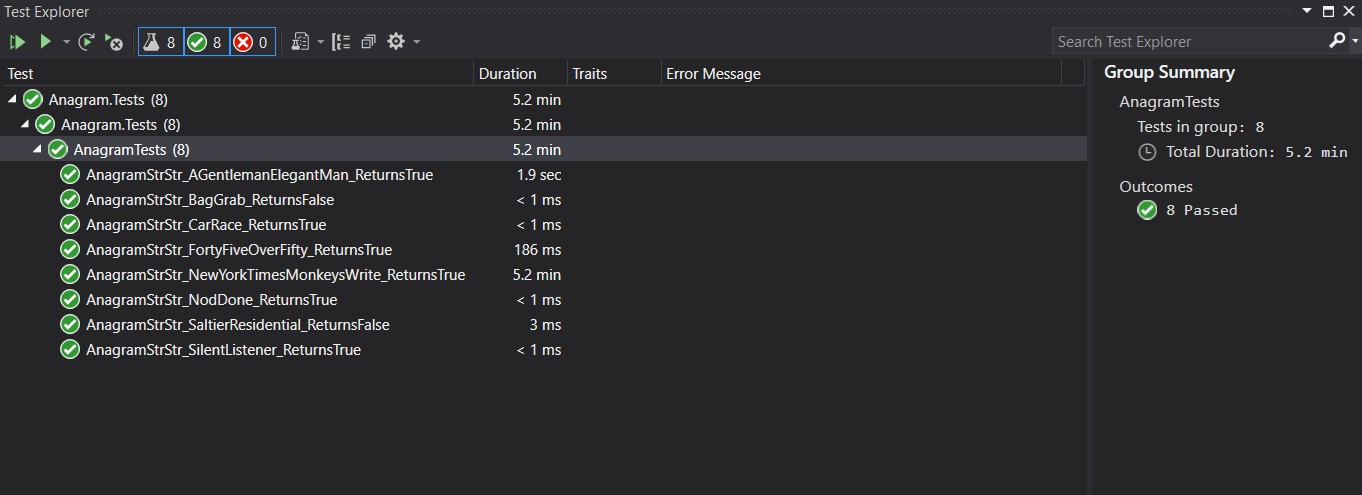 Test Explorer
8 8 0
Search Test Explorer
Test Duration Traits Error Message
Anagram.Tests (8) 5.2 min
Anagram.Tests (8) 5.2 min
AnagramTests (8) 5.2 min
AnagramStrStr_AGentlemanElegantMan_ReturnsTrue 1.9 sec
AnagramStrStr_BagGrab_ReturnsFalse < 1 ms
AnagramStrStr_CarRace_ReturnsTrue < 1 ms
AnagramStrStr_FortyFiveOverFifty_ReturnsTrue 186 ms
AnagramStrStr_NewYorkTimesMonkeysWrite_ReturnsTrue 5.2 min
AnagramStrStr_NodDone_ReturnsTrue < 1 ms
AnagramStrStr_SaltierResidential_ReturnsFalse 3 ms
AnagramStrStr_SilentListener_ReturnsTrue < 1 ms
Group Summary
AnagramTests
Tests in group: 8
Total Duration: 5.2 min
Outcomes
8 Passed